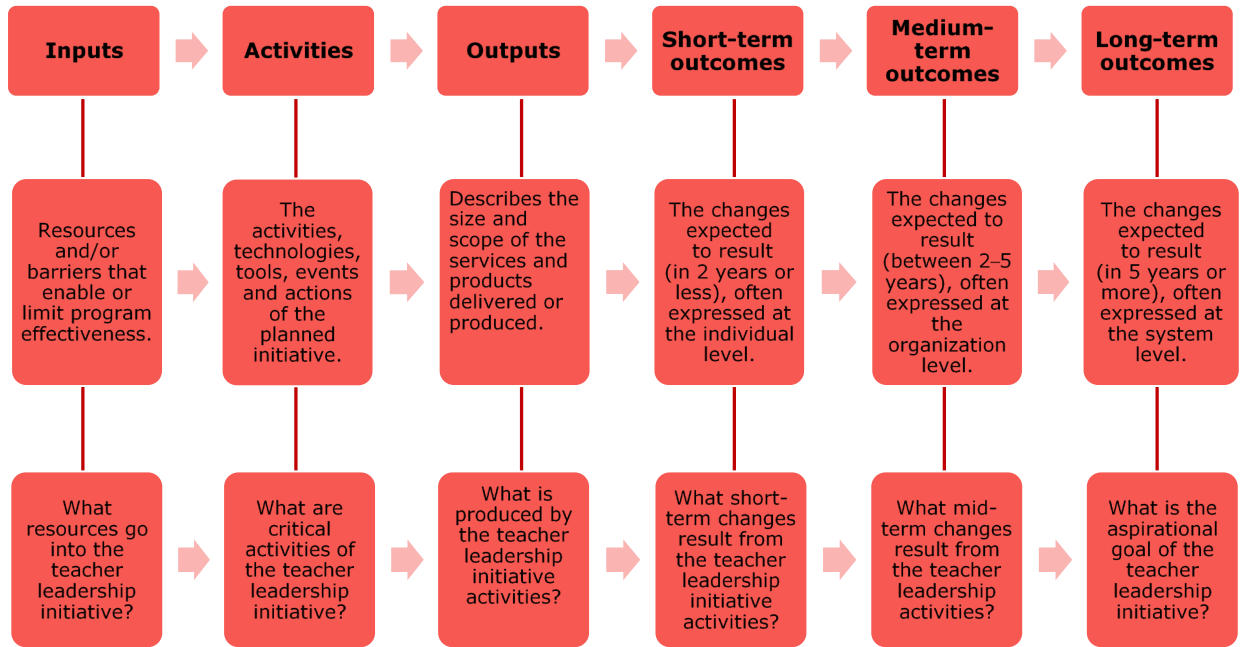 Inputs
Activities
Outputs
Short-term
outcomes
Medium-
term
outcomes
Long-term
outcomes
Resources
and/or
barriers that
enable or
limit program
effectiveness.
The
activities,
technologies,
tools, events
and actions
of the
planned
initiative.
Describes the
size and
scope of the
services and
products
delivered or
produced.
The changes
expected
to result
(in 2 years or
less), often
expressed at
the individual
level.
The changes
expected to
result
(between 2–5
years), often
expressed at
the
organization
level.
The changes
expected
to result
(in 5 years or
more), often
expressed at
the system
level.
What
resources go
into the
teacher
leadership
initiative?
What are
critical
activities of
the teacher
leadership
initiative?
What is
produced by
the teacher
leadership
initiative
activities?
What short-
term changes
result from
the teacher
leadership
initiative
activities?
What mid-
term changes
result from
the teacher
leadership
activities?
What is the
aspirational
goal of the
teacher
leadership
initiative?